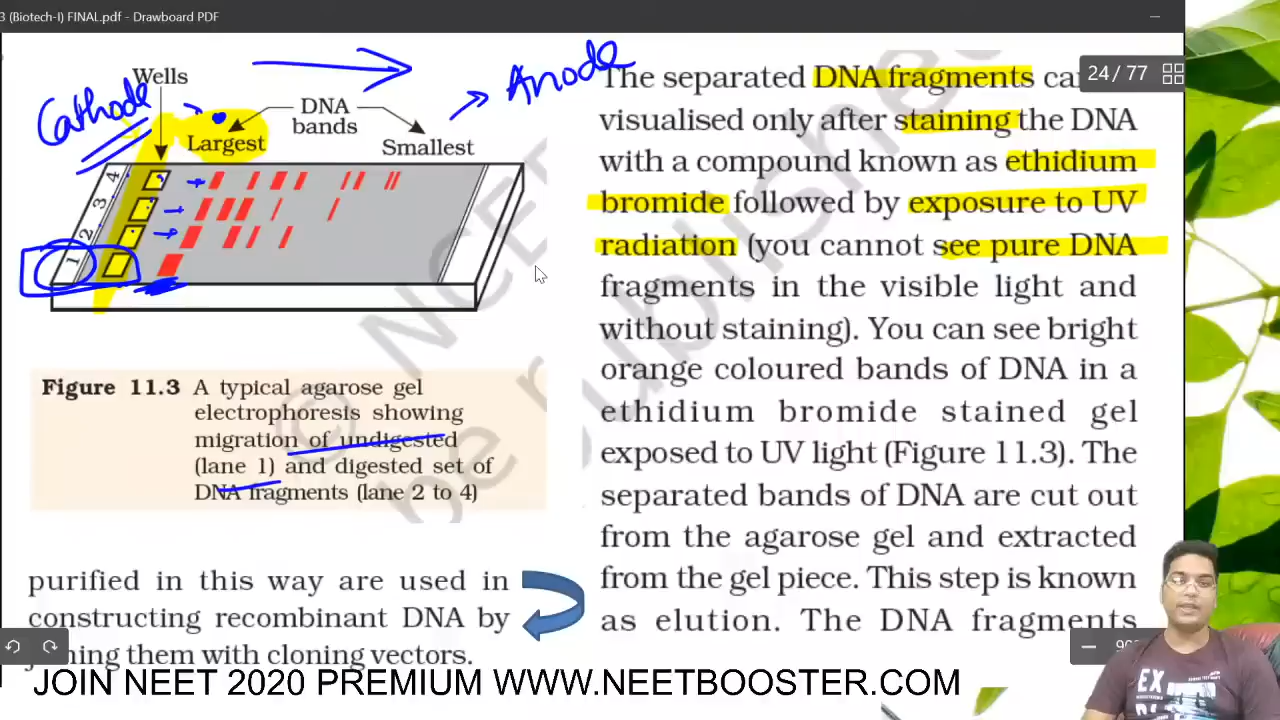 3 (Biotech-I) FINAL.pdf - Drawboard PDF
24 / 77
Wells
Cathode
Anode
DNA
bands
Largest
Smallest
4
3
2
1
Figure 11.3 A typical agarose gel
electrophoresis showing
migration of undigested
(lane 1) and digested set of
DNA fragments (lane 2 to 4)
purified in this way are used in
constructing recombinant DNA by
joining them with cloning vectors.
The separated DNA fragments can
visualised only after staining the DNA
with a compound known as ethidium
bromide followed by exposure to UV
radiation (you cannot see pure DNA
fragments in the visible light and
without staining). You can see bright
orange coloured bands of DNA in a
ethidium bromide stained gel
exposed to UV light (Figure 11.3). The
separated bands of DNA are cut out
from the agarose gel and extracted
from the gel piece. This step is known
as elution. The DNA fragments
JOIN NEET 2020 PREMIUM WWW.NEETBOOSTER.COM
EX